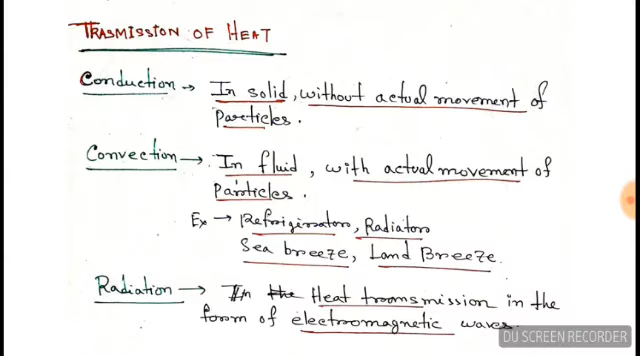 TRASMISSION OF HEAT
Conduction → In solid, without actual movement of
particles.
Convection → In fluid, with actual movement of
particles.
Ex → Refrigirators, Radiators
Sea breeze, Land Breeze.
Radiation → In the Heat transmission in the
form of electromagnetic waves.
DU SCREEN RECORDER